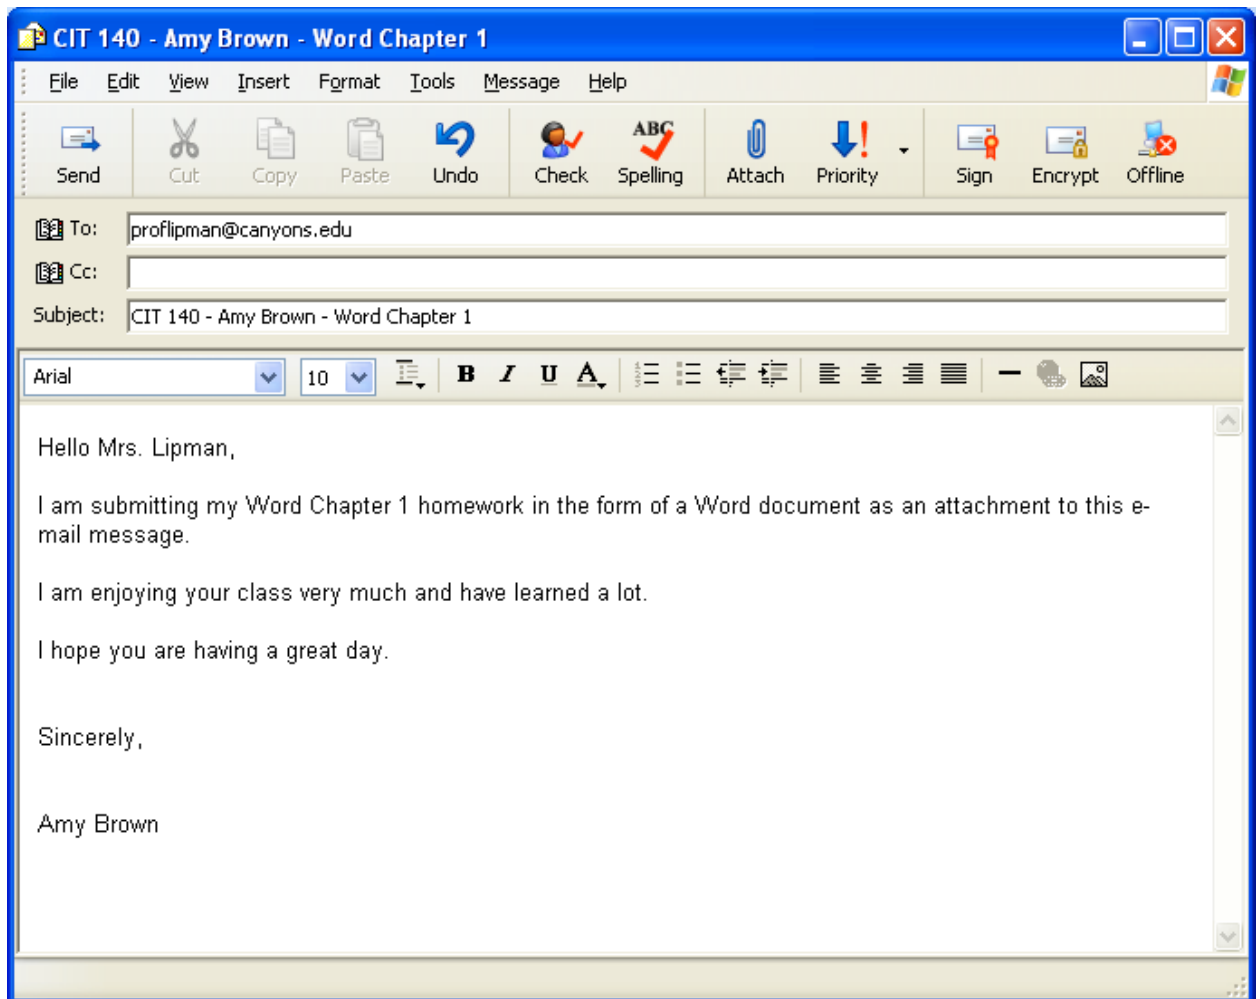 CIT 140 - Amy Brown - Word Chapter 1
File Edit View Insert Format Tools Message Help
ABC
Send Cut Copy Paste Undo Check Spelling Attach Priority Sign Encrypt Offline
To: proflipman@canyons.edu
Cc:
Subject: CIT 140 - Amy Brown - Word Chapter 1
Arial 10 B I U A
Hello Mrs. Lipman,
I am submitting my Word Chapter 1 homework in the form of a Word document as an attachment to this e-
mail message.
I am enjoying your class very much and have learned a lot.
I hope you are having a great day.
Sincerely,
Amy Brown